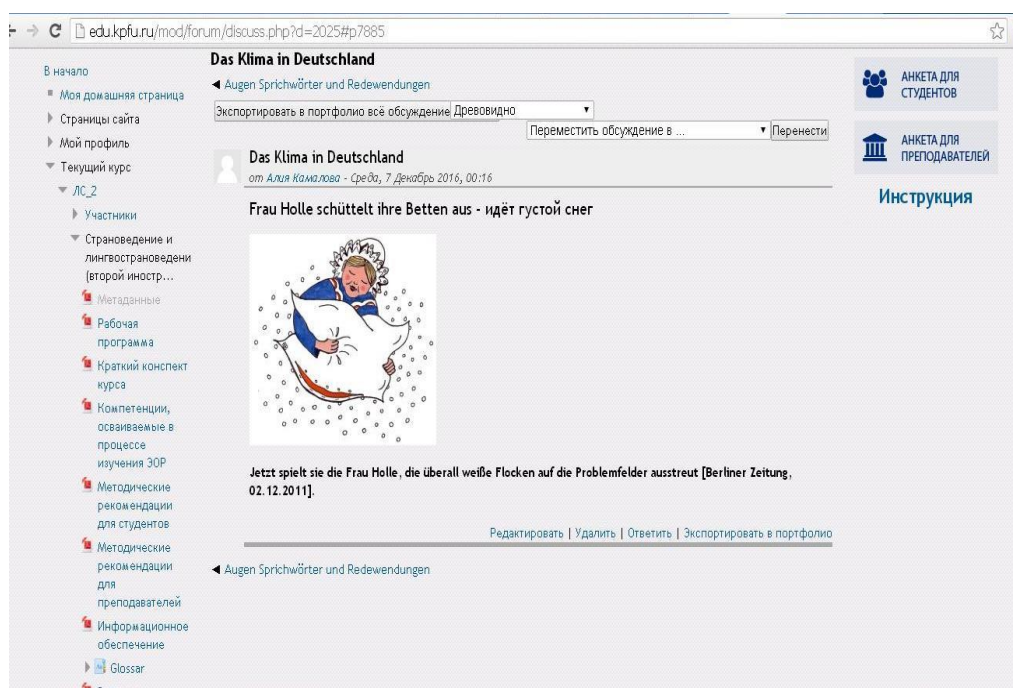 edu.kpfu.ru/mod/forum/discuss.php?d=2025#p7885
В начало
Моя домашняя страница
Страницы сайта
Мой профиль
Текущий курс
ЛС_2
Участники
Страноведение и
лингвострановедени
(второй иностр...
Метаданные
Рабочая
программа
Краткий конспект
курса
Компетенции,
осваиваемые в
процессе
изучения ЭОР
Методические
рекомендации
для студентов
Методические
рекомендации
для
преподавателей
Информационное
обеспечение
Glossar
Das Klima in Deutschland
Augen Sprichwörter und Redewendungen
Экспортировать в портфолио всё обсуждение Древовидно
Переместить обсуждение в ... Перенести
Das Klima in Deutschland
от Алия Камалова - Среда, 7 Декабрь 2016, 00:16
Frau Holle schüttelt ihre Betten aus - идёт густой снег
Jetzt spielt sie die Frau Holle, die überall weiße Flocken auf die Problemfelder ausstreut [Berliner Zeitung,
02.12.2011].
Редактировать | Удалить | Ответить | Экспортировать в портфолио
Augen Sprichwörter und Redewendungen
АНКЕТА ДЛЯ
СТУДЕНТОВ
АНКЕТА ДЛЯ
ПРЕПОДАВАТЕЛЕЙ
Инструкция